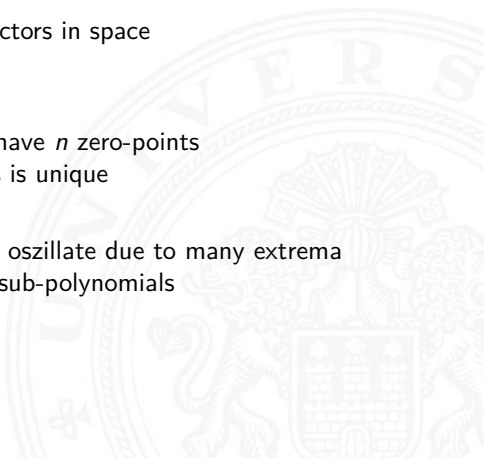 ctors in space
have n zero-points
is unique
oszillate due to many extrema
sub-polynomials
U N I V E R S